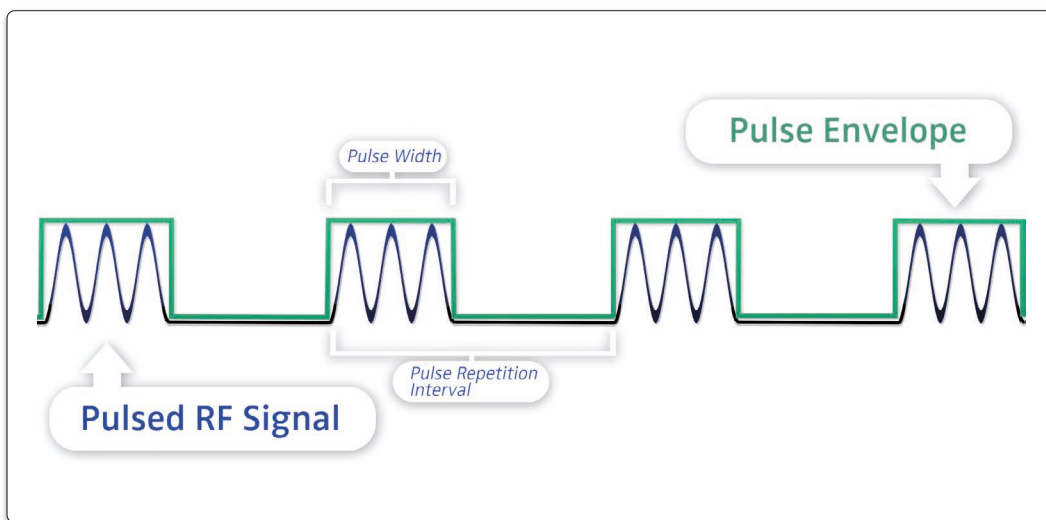 Pulse Envelope
Pulse Width
Pulse Repetition
Interval
Pulsed RF Signal